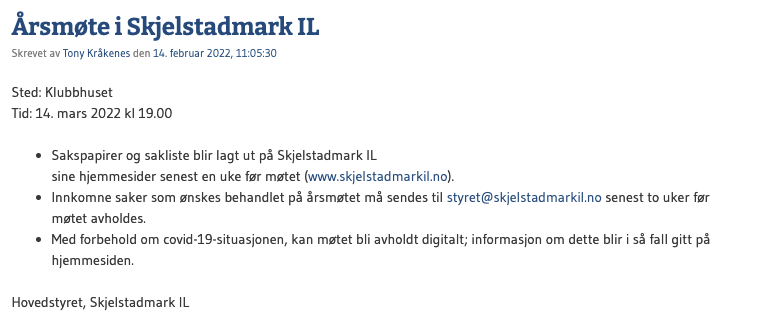 Årsmøte i Skjelstadmark IL
Skrevet av Tony Kråkenes den 14. februar 2022, 11:05:30
Sted: Klubbhuset
Tid: 14. mars 2022 kl 19.00
• Sakspapirer og sakliste blir lagt ut på Skjelstadmark IL
sine hjemmesider senest en uke før møtet (www.skjelstadmarkil.no).
• Innkomne saker som ønskes behandlet på årsmøtet må sendes til styret@skjelstadmarkil.no senest to uker før
møtet avholdes.
• Med forbehold om covid-19-situasjonen, kan møtet bli avholdt digitalt; informasjon om dette blir i så fall gitt på
hjemmesiden.
Hovedstyret, Skjelstadmark IL